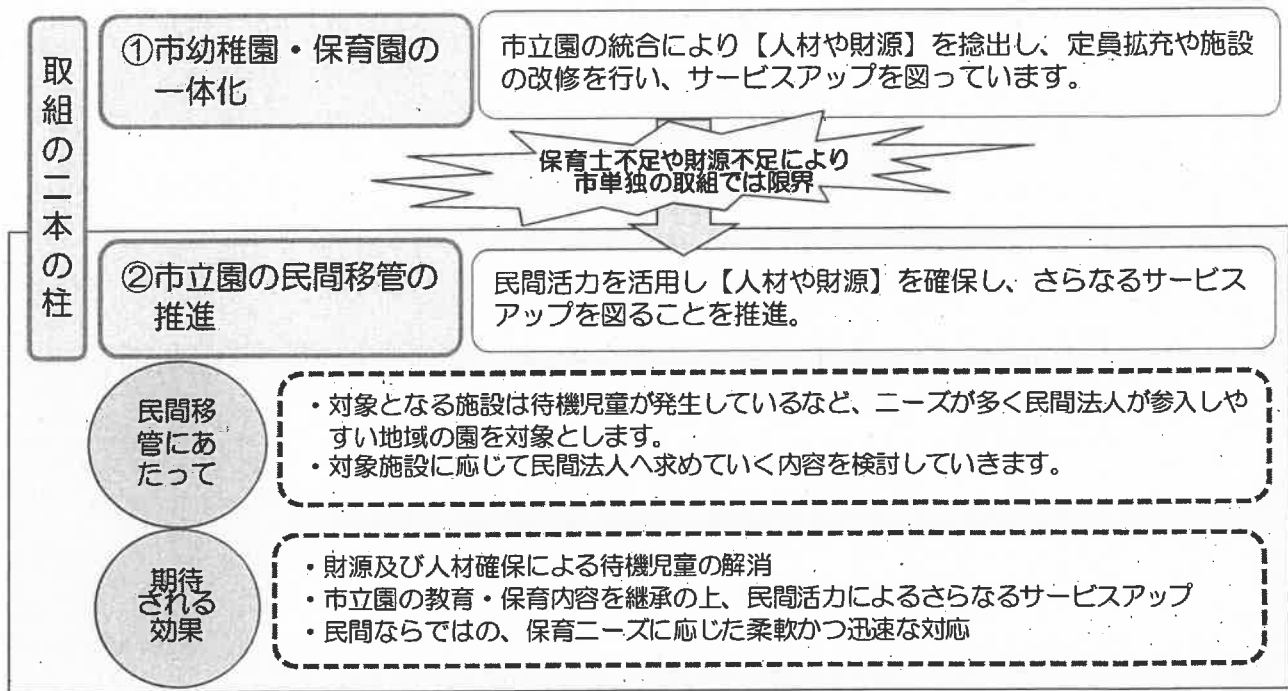 取組の二本の柱
①市幼稚園・保育園の
一体化
市立園の統合により【人材や財源】を捻出し、定員拡充や施設
の改修を行い、サービスアップを図っています。
保育士不足や財源不足により
市単独の取組では限界
②市立園の民間移管の
推進
民間活力を活用し【人材や財源】を確保し、さらなるサービス
アップを図ることを推進。
民間移
管にあ
たって
・対象となる施設は待機児童が発生しているなど、ニーズが多く民間法人が参入しや
すい地域の園を対象とします。
・対象施設に応じて民間法人へ求めていく内容を検討していきます。
期待
される
効果
・財源及び人材確保による待機児童の解消
・市立園の教育・保育内容を継承の上、民間活力によるさらなるサービスアップ
・民間ならではの、保育ニーズに応じた柔軟かつ迅速な対応